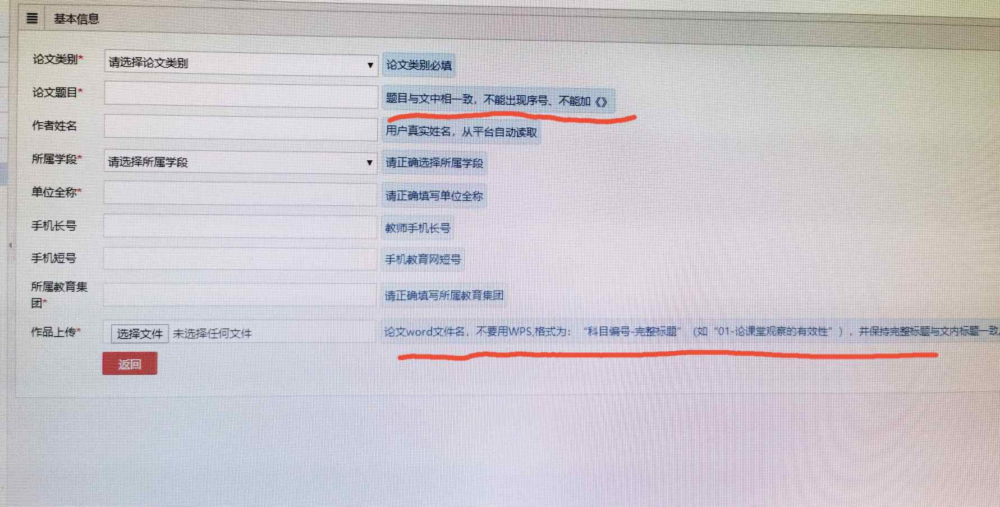 基本信息
论文类别* 请选择论文类别 ▼ 论文类别必填
论文题目* 题目与文中相一致，不能出现序号、不能加《》
作者姓名 用户真实姓名，从平台自动读取
所属学段* 请选择所属学段 ▼ 请正确选择所属学段
单位全称* 请正确填写单位全称
手机长号 教师手机长号
手机短号 手机教育网短号
所属教育集
团* 请正确填写所属教育集团
作品上传* 选择文件 未选择任何文件 论文word文件名，不要用WPS,格式为：“科目编号-完整标题”（如“01-论课堂观察的有效性”），并保持完整标题与文内标题一致。
返回